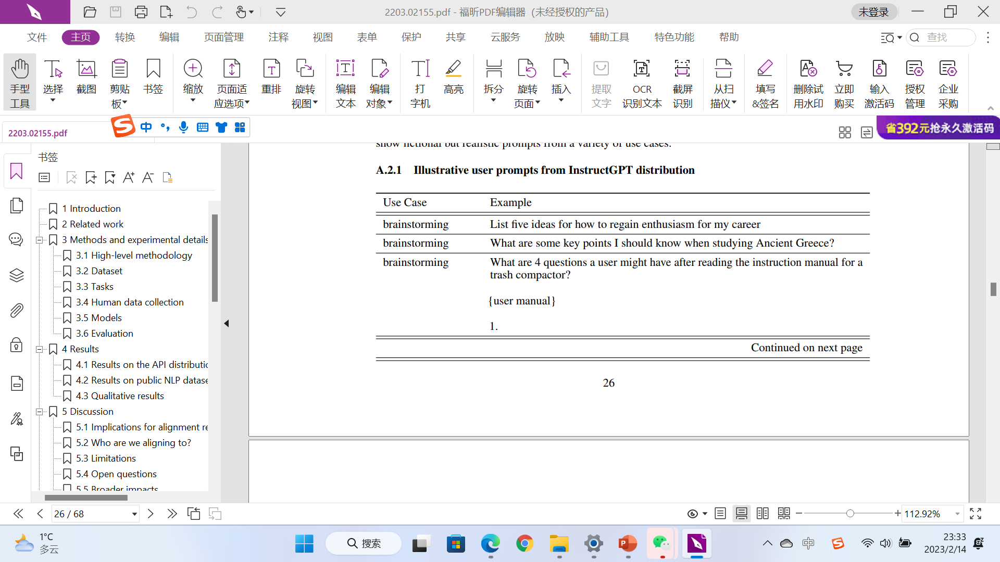 2203.02155.pdf - 福昕PDF编辑器 (未经授权的产品)
未登录
文件 主页 转换 编辑 页面管理 注释 视图 表单 保护 共享 云服务 放映 辅助工具 特色功能 帮助
查找
手型工具 选择 截图 剪贴板 书签 缩放 页面适应选项 重排 旋转视图 编辑文本 编辑对象 打字机 高亮 拆分 旋转页面 插入 提取文字 OCR识别文本 截屏识别 从扫描仪 填写&签名 删除试用水印 立即购买 输入激活码 授权管理 企业采购
2203.02155.pdf
中
省392元抢永久激活码
书签
1 Introduction
2 Related work
3 Methods and experimental details
3.1 High-level methodology
3.2 Dataset
3.3 Tasks
3.4 Human data collection
3.5 Models
3.6 Evaluation
4 Results
4.1 Results on the API distributio
4.2 Results on public NLP datase
4.3 Qualitative results
5 Discussion
5.1 Implications for alignment re
5.2 Who are we aligning to?
5.3 Limitations
5.4 Open questions
5.5 Broader impacts
show fictional but realistic prompts from a variety of use cases.
A.2.1 Illustrative user prompts from InstructGPT distribution
Use Case Example
brainstorming List five ideas for how to regain enthusiasm for my career
brainstorming What are some key points I should know when studying Ancient Greece?
brainstorming What are 4 questions a user might have after reading the instruction manual for a
trash compactor?
{user manual}
1.
Continued on next page
26
26 / 68
112.92%
1°C
多云
搜索
中
23:33
2023/2/14